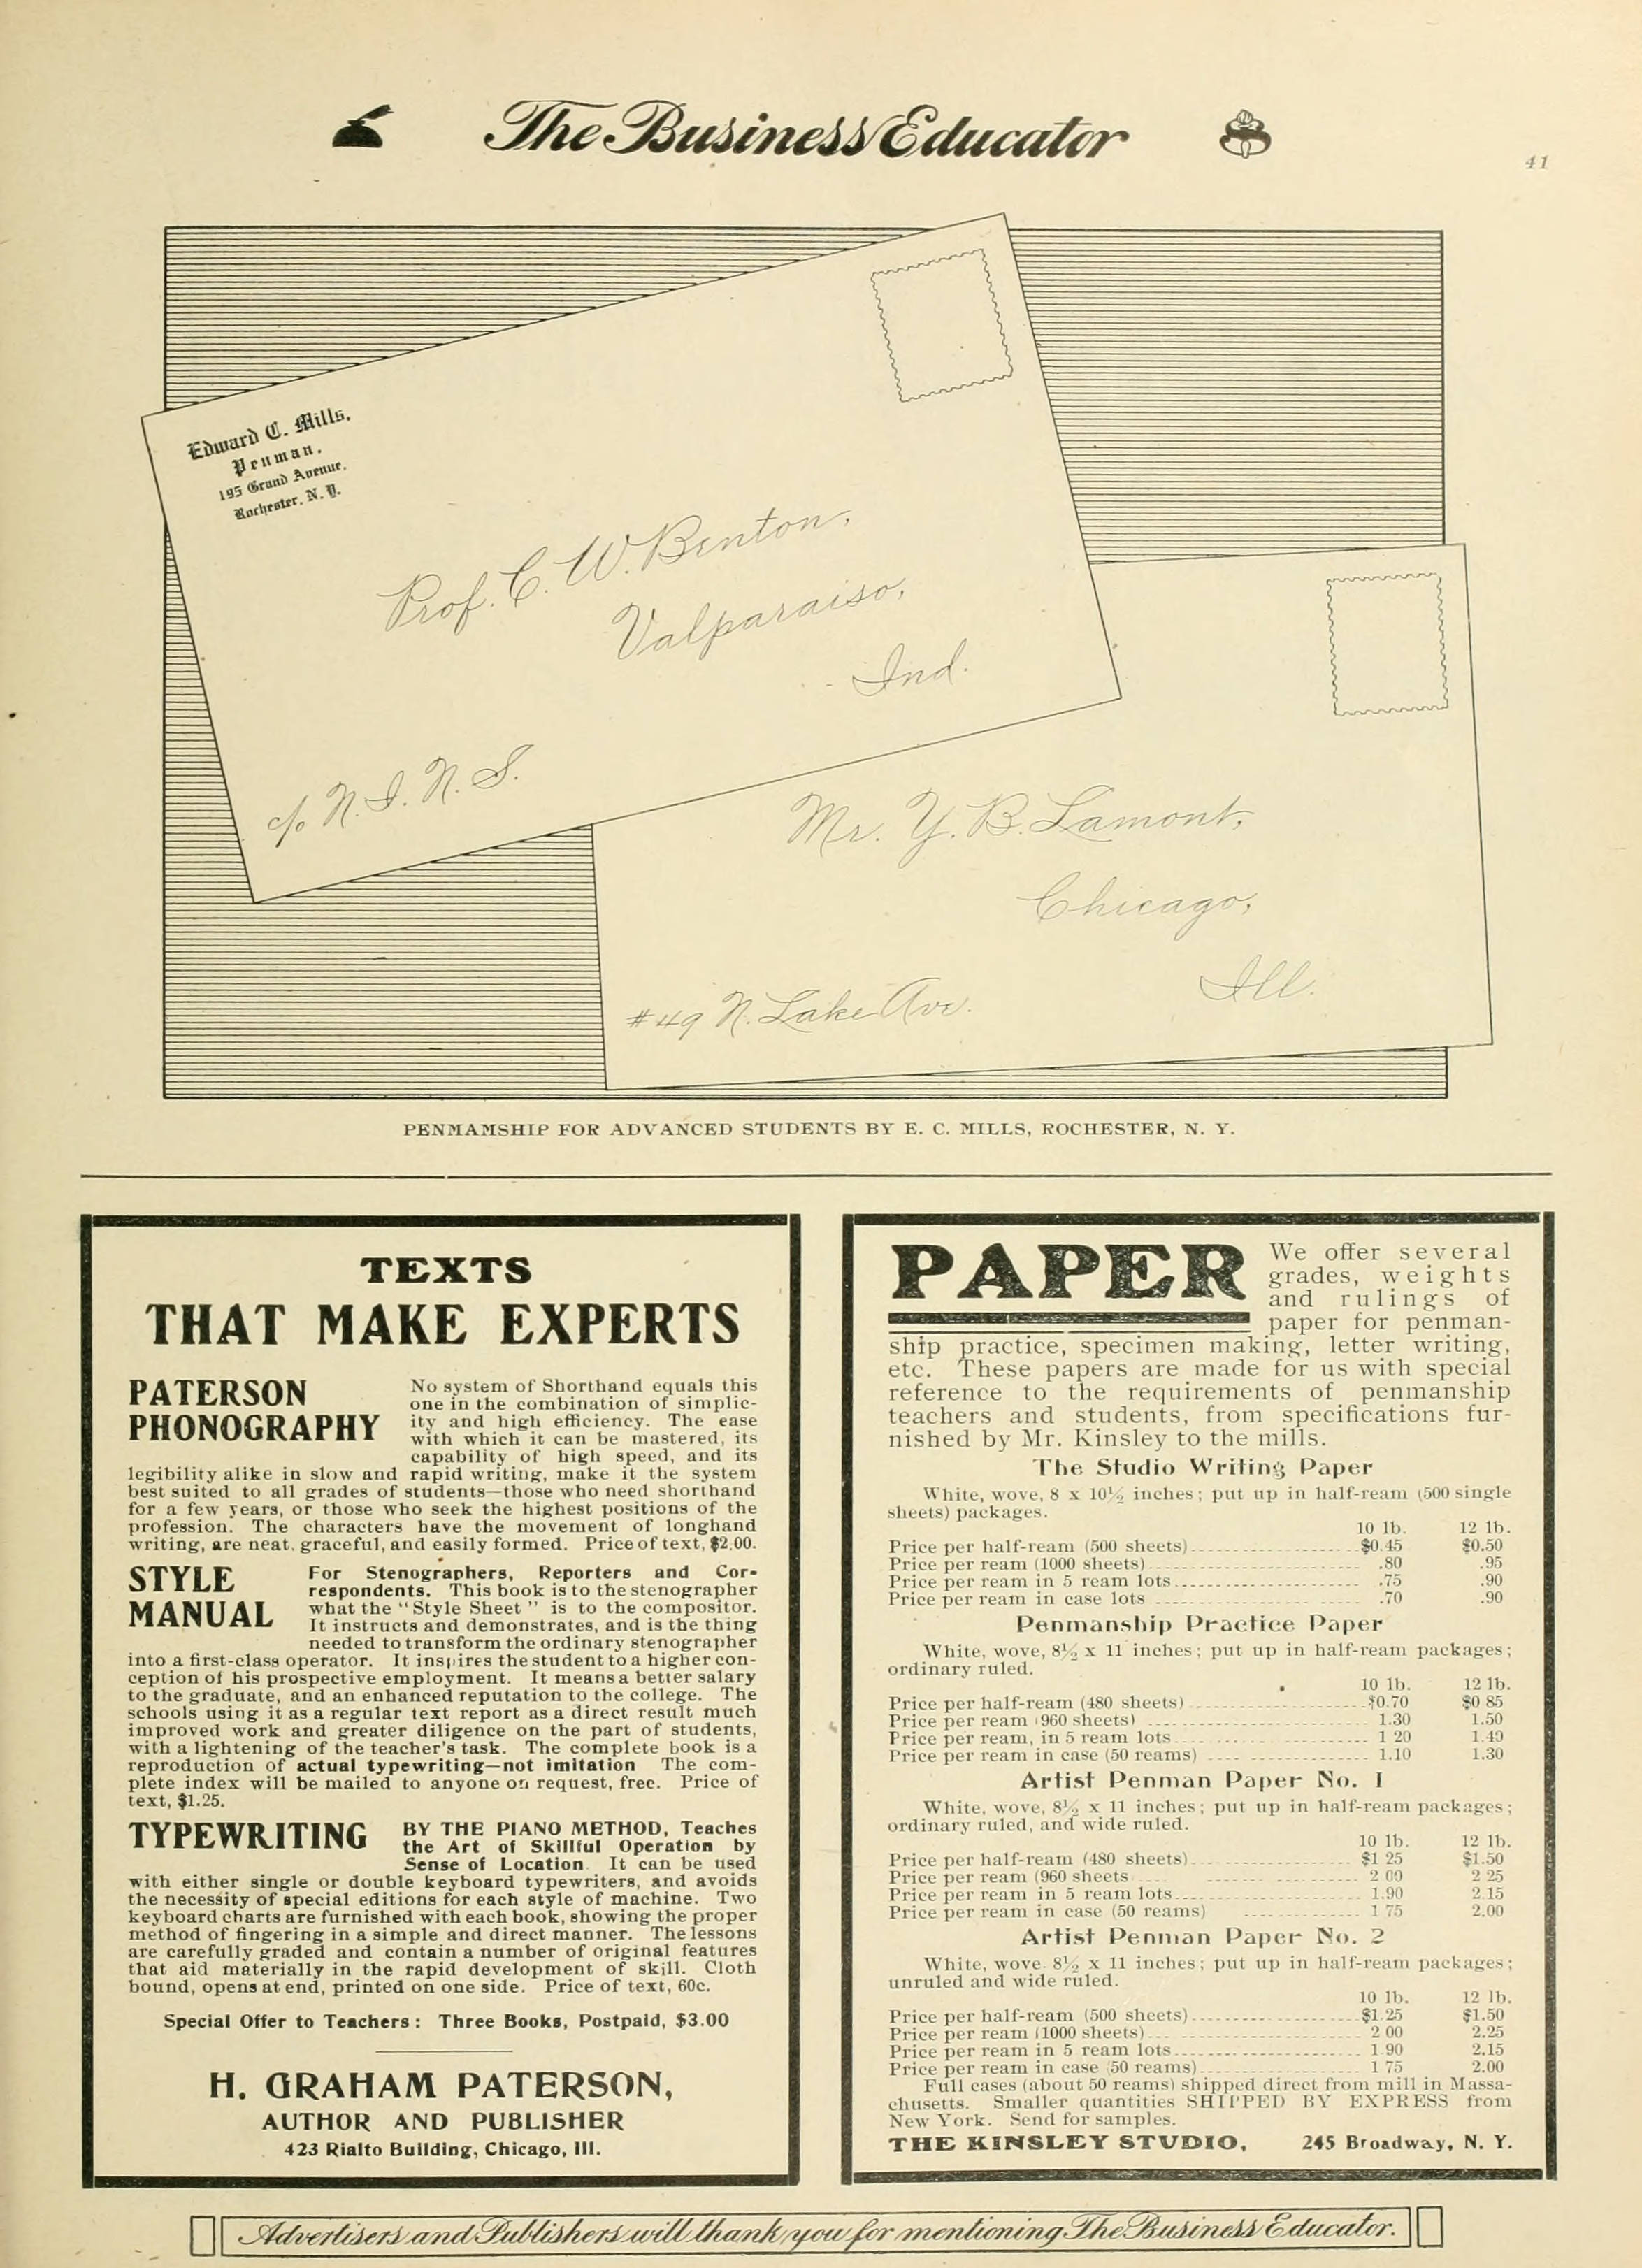 The Business Educator
41
Edward C. Mills,
Penman,
195 Grand Avenue,
Rochester, N. Y.
Prof. C. W. Benton,
Valparaiso,
Ind.
c/o N. I. N. S.
Mr. Y. B. Lamont,
Chicago,
Ill.
#49 N. Lake Ave.
PENMAMSHIP FOR ADVANCED STUDENTS BY E. C. MILLS, ROCHESTER, N. Y.
TEXTS
THAT MAKE EXPERTS
PATERSON
PHONOGRAPHY
No system of Shorthand equals this
one in the combination of simplic-
ity and high efficiency. The ease
with which it can be mastered, its
capability of high speed, and its
legibility alike in slow and rapid writing, make it the system
best suited to all grades of students—those who need shorthand
for a few years, or those who seek the highest positions of the
profession. The characters have the movement of longhand
writing, are neat, graceful, and easily formed. Price of text, $2.00.
STYLE
MANUAL
For Stenographers, Reporters and Cor-
respondents. This book is to the stenographer
what the "Style Sheet" is to the compositor.
It instructs and demonstrates, and is the thing
needed to transform the ordinary stenographer
into a first-class operator. It inspires the student to a higher con-
ception of his prospective employment. It means a better salary
to the graduate, and an enhanced reputation to the college. The
schools using it as a regular text report as a direct result much
improved work and greater diligence on the part of students,
with a lightening of the teacher's task. The complete book is a
reproduction of actual typewriting—not imitation The com-
plete index will be mailed to anyone on request, free. Price of
text, $1.25.
TYPEWRITING
BY THE PIANO METHOD, Teaches
the Art of Skillful Operation by
Sense of Location. It can be used
with either single or double keyboard typewriters, and avoids
the necessity of special editions for each style of machine. Two
keyboard charts are furnished with each book, showing the proper
method of fingering in a simple and direct manner. The lessons
are carefully graded and contain a number of original features
that aid materially in the rapid development of skill. Cloth
bound, opens at end, printed on one side. Price of text, 60c.
Special Offer to Teachers: Three Books, Postpaid, $3.00
H. GRAHAM PATERSON,
AUTHOR AND PUBLISHER
423 Rialto Building, Chicago, Ill.
PAPER
We offer several
grades, weights
and rulings of
paper for penman-
ship practice, specimen making, letter writing,
etc. These papers are made for us with special
reference to the requirements of penmanship
teachers and students, from specifications fur-
nished by Mr. Kinsley to the mills.
The Studio Writing Paper
White, wove, 8 x 10½ inches; put up in half-ream (500 single
sheets) packages.
10 lb. 12 lb.
Price per half-ream (500 sheets) $0.45 $0.50
Price per ream (1000 sheets) .80 .95
Price per ream in 5 ream lots .75 .90
Price per ream in case lots .70 .90
Penmanship Practice Paper
White, wove, 8½ x 11 inches; put up in half-ream packages;
ordinary ruled.
10 lb. 12 lb.
Price per half-ream (480 sheets) $0.70 $0 85
Price per ream (960 sheets) 1.30 1.50
Price per ream, in 5 ream lots 1 20 1.40
Price per ream in case (50 reams) 1.10 1.30
Artist Penman Paper No. 1
White, wove, 8½ x 11 inches; put up in half-ream packages;
ordinary ruled, and wide ruled.
10 lb. 12 lb.
Price per half-ream (480 sheets) $1 25 $1.50
Price per ream (960 sheets 2 00 2 25
Price per ream in 5 ream lots 1.90 2.15
Price per ream in case (50 reams) 1 75 2.00
Artist Penman Paper No. 2
White, wove. 8½ x 11 inches; put up in half-ream packages;
unruled and wide ruled.
10 lb. 12 lb.
Price per half-ream (500 sheets) $1.25 $1.50
Price per ream (1000 sheets) 2 00 2.25
Price per ream in 5 ream lots 1.90 2.15
Price per ream in case (50 reams) 1 75 2.00
Full cases (about 50 reams) shipped direct from mill in Massa-
chusetts. Smaller quantities SHIPPED BY EXPRESS from
New York. Send for samples.
THE KINSLEY STUDIO, 245 Broadway, N. Y.
Advertisers and Publishers will thank you for mentioning The Business Educator.